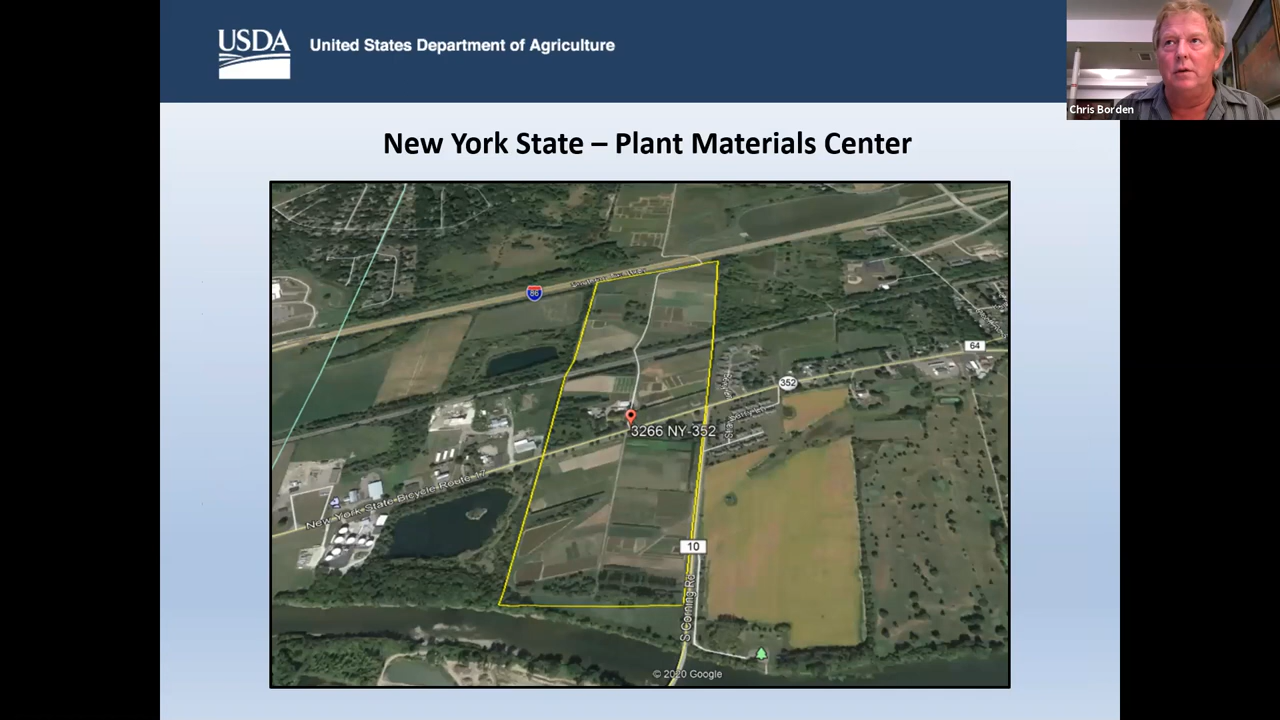 USDA
United States Department of Agriculture
Chris Borden
New York State – Plant Materials Center
86
64
352
3266 NY-352
New York State Bicycle Route 17
10
S Corning Rd
© 2020 Google